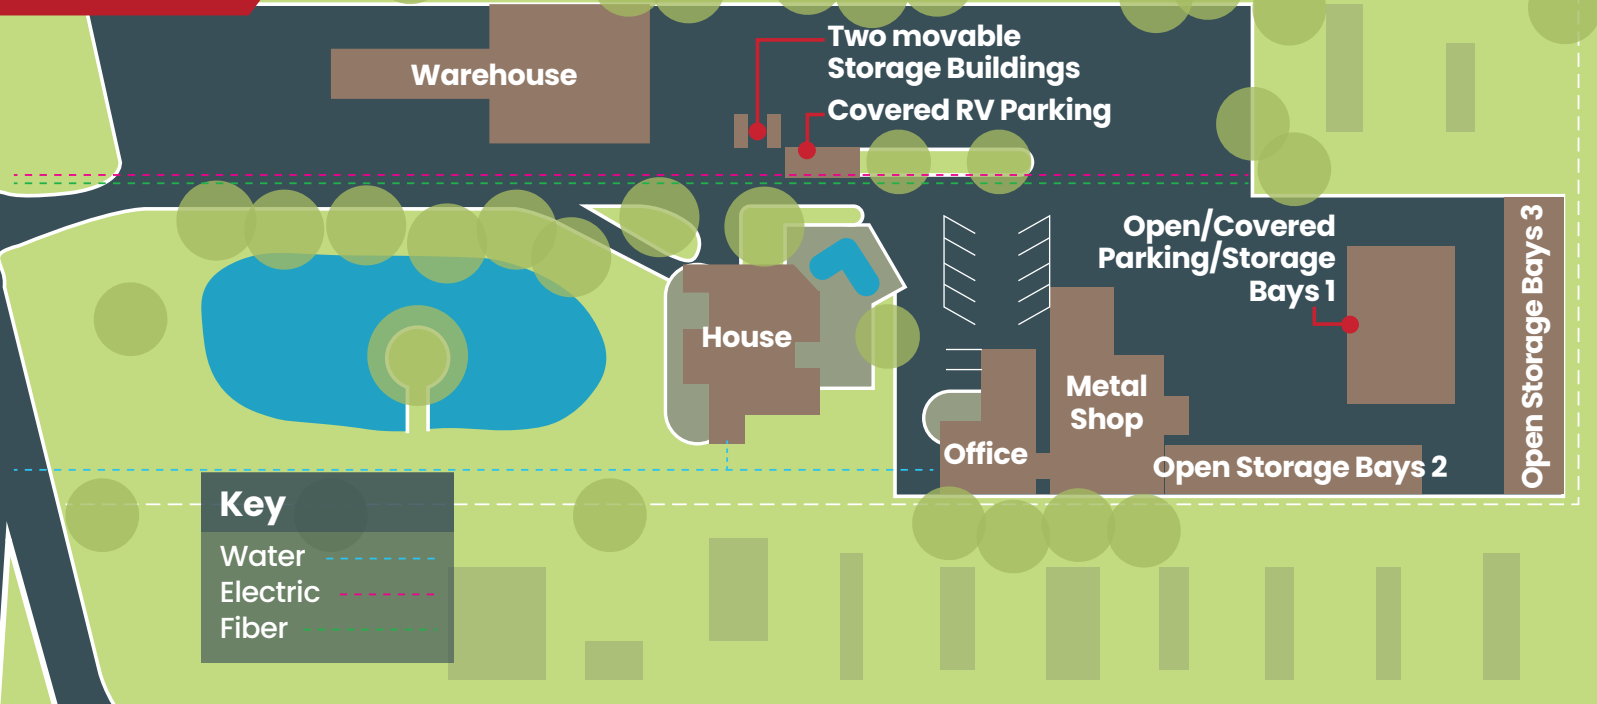 Warehouse
Two movable
Storage Buildings
Covered RV Parking
Open/Covered
Parking/Storage
Bays 1
Open Storage Bays 3
House
Metal
Shop
Office
Open Storage Bays 2
Key
Water
Electric
Fiber